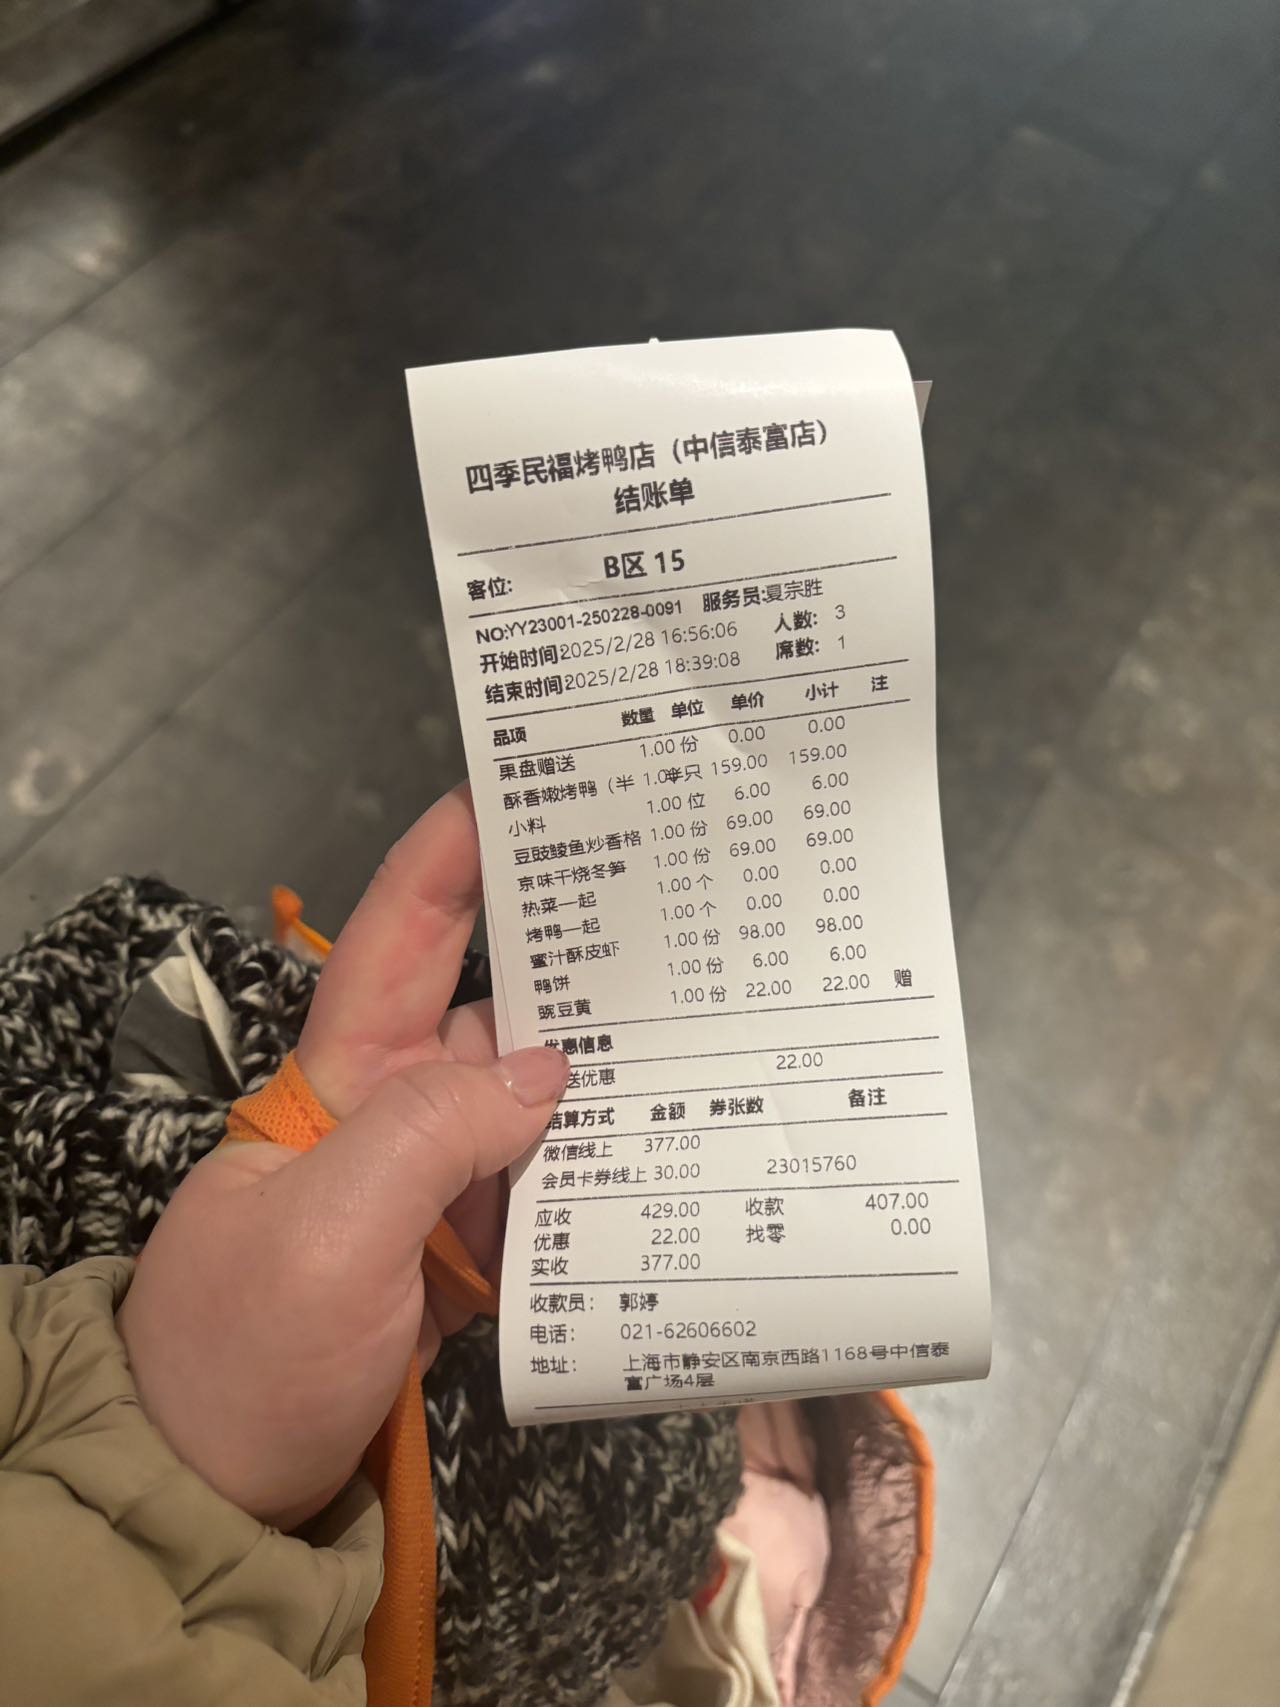 四季民福烤鸭店（中信泰富店）
结账单
客位: B区 15
NO:YY23001-250228-0091 服务员:夏宗胜
开始时间:2025/2/28 16:56:06 人数: 3
结束时间:2025/2/28 18:39:08 席数: 1
品项 数量 单位 单价 小计 注
果盘赠送 1.00 份 0.00 0.00
酥香嫩烤鸭（半 1.00 半只 159.00 159.00
小料 1.00 位 6.00 6.00
豆豉鲮鱼炒香格 1.00 份 69.00 69.00
京味干烧冬笋 1.00 份 69.00 69.00
热菜一起 1.00 个 0.00 0.00
烤鸭一起 1.00 个 0.00 0.00
蜜汁酥皮虾 1.00 份 98.00 98.00
鸭饼 1.00 份 6.00 6.00
豌豆黄 1.00 份 22.00 22.00 赠
优惠信息
送优惠 22.00
结算方式 金额 券张数 备注
微信线上 377.00
会员卡券线上 30.00 23015760
应收 429.00 收款 407.00
优惠 22.00 找零 0.00
实收 377.00
收款员: 郭婷
电话: 021-62606602
地址: 上海市静安区南京西路1168号中信泰
富广场4层